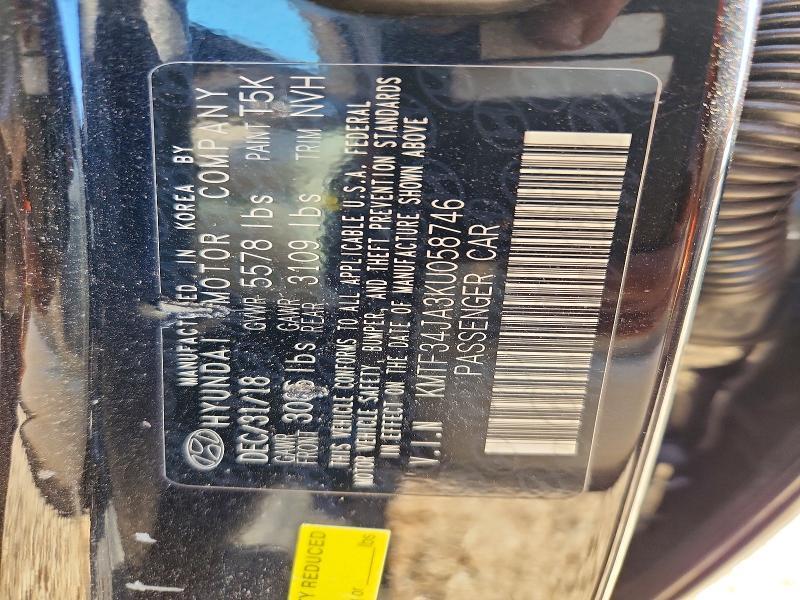 MANUFACTURED IN KOREA BY
HYUNDAI MOTOR COMPANY
DEC/31/18 GVWR 5578 lbs PAINT T5K
GAWR FRONT lbs GAWR REAR 3109 lbs TRIM NVH
THIS VEHICLE CONFORMS TO ALL APPLICABLE U.S.A. FEDERAL
MOTOR VEHICLE SAFETY, BUMPER, AND THEFT PREVENTION STANDARDS
IN EFFECT ON THE DATE OF MANUFACTURE SHOWN ABOVE
V.I.N KMTF34JA3KU058746
PASSENGER CAR
REDUCED
or ____lbs